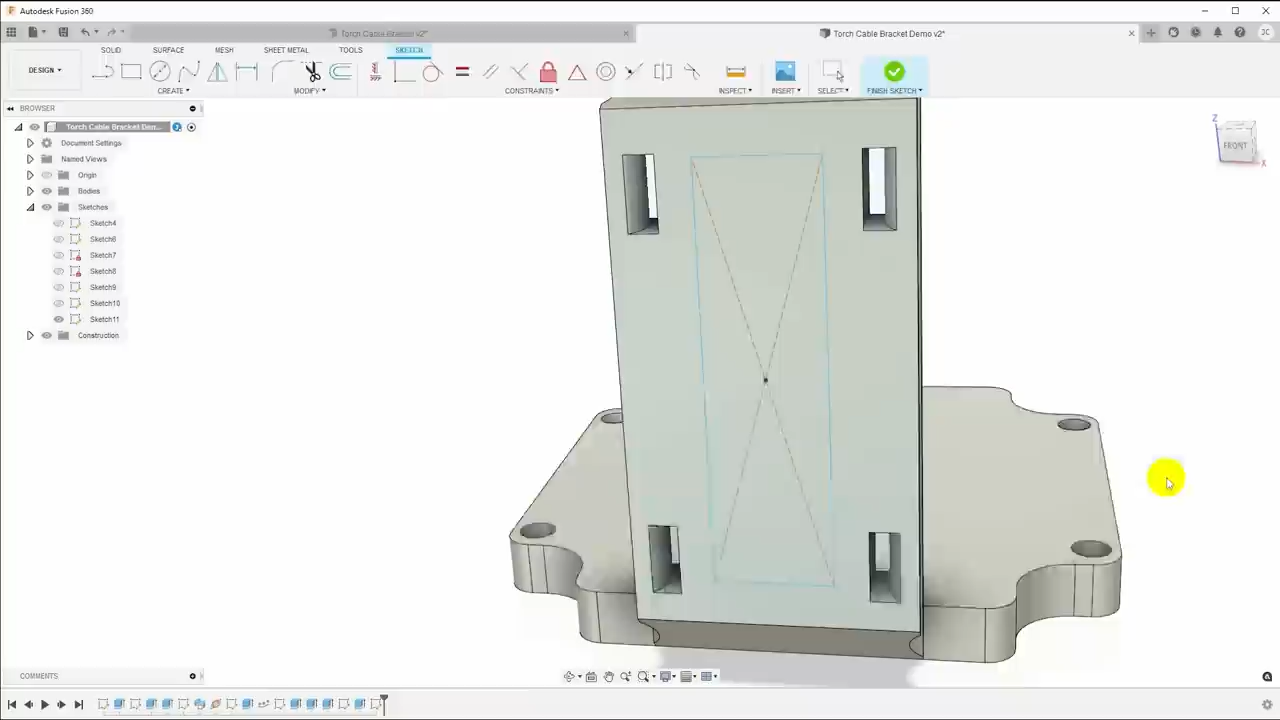 Autodesk Fusion 360
Torch Cable Bracket v2*
Torch Cable Bracket Demo v2*
JC
SOLID
SURFACE
MESH
SHEET METAL
TOOLS
SKETCH
DESIGN
CREATE
MODIFY
CONSTRAINTS
INSPECT
INSERT
SELECT
FINISH SKETCH
BROWSER
Torch Cable Bracket Dem...
Document Settings
Named Views
Origin
Bodies
Sketches
Sketch4
Sketch6
Sketch7
Sketch8
Sketch9
Sketch10
Sketch11
Construction
Z
FRONT
X
COMMENTS